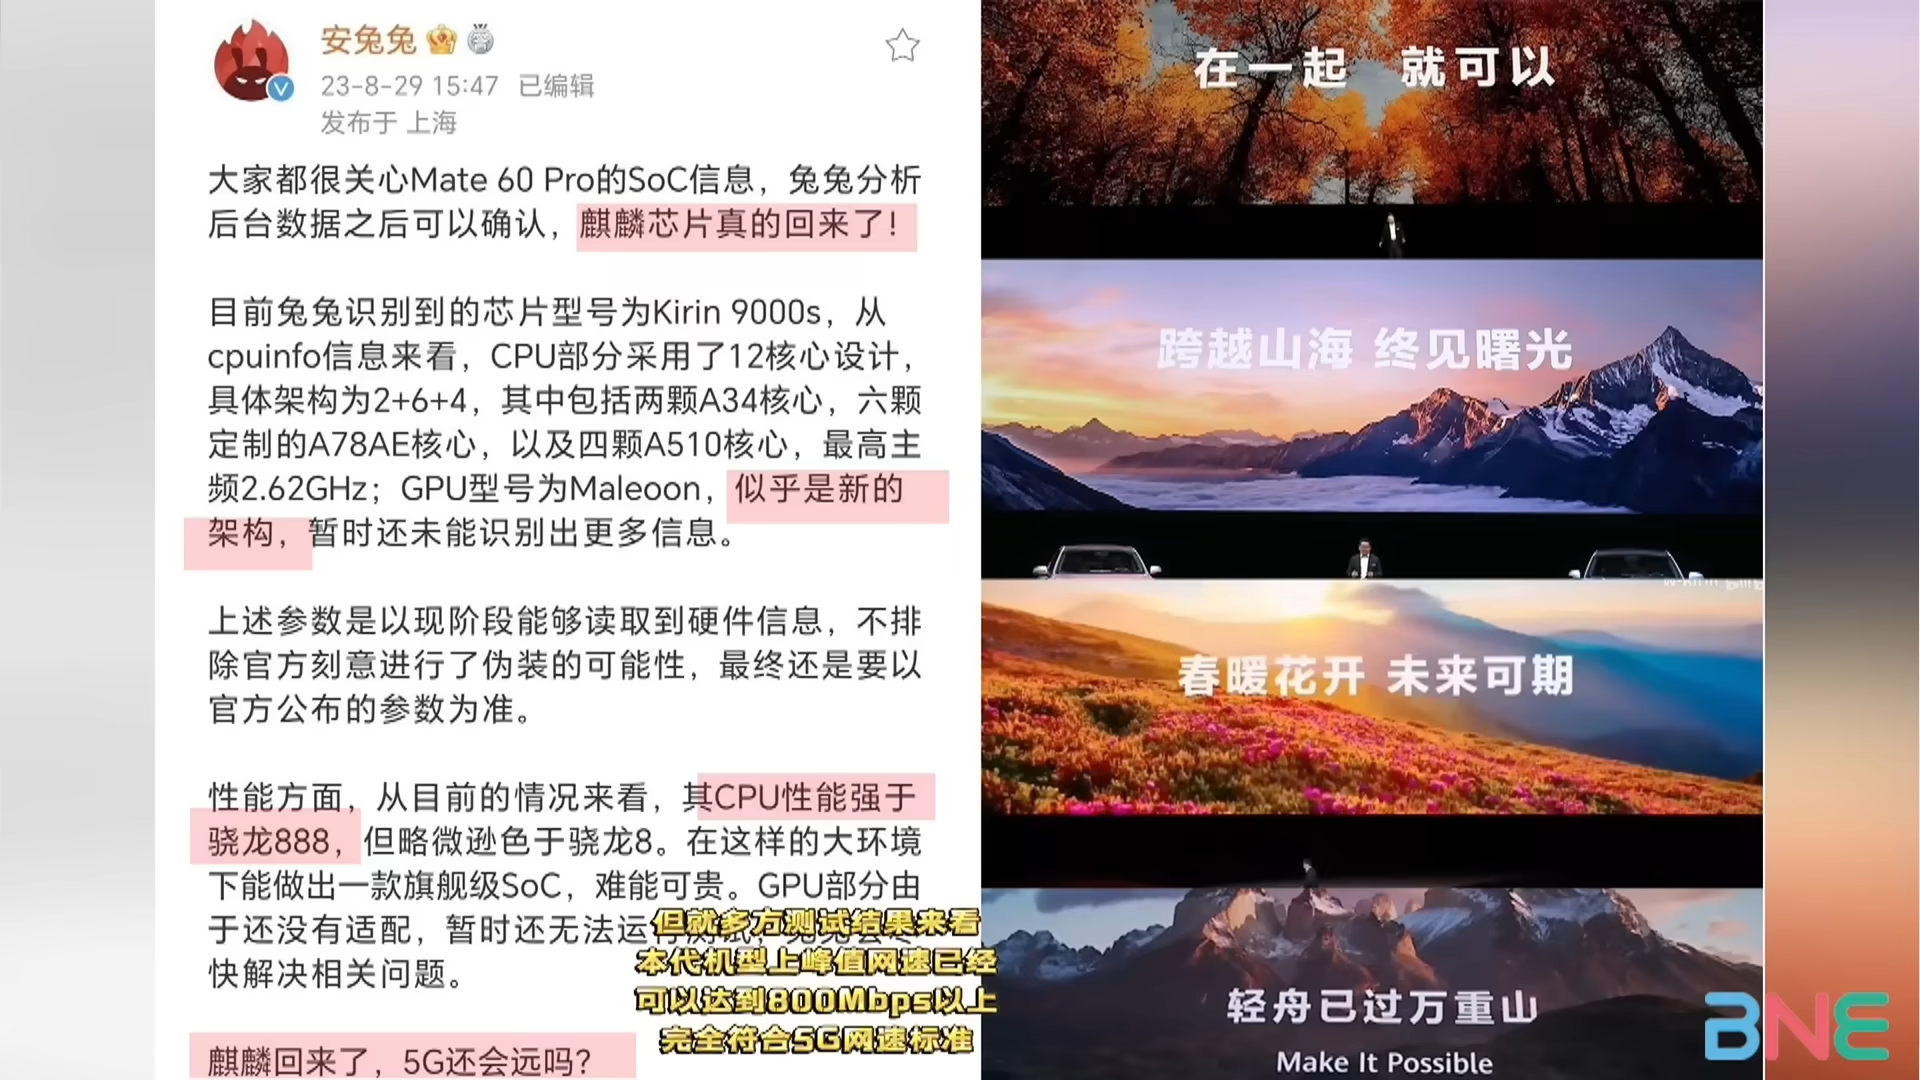 安兔兔
23-8-29 15:47 已编辑
发布于 上海
大家都很关心Mate 60 Pro的SoC信息，兔兔分析
后台数据之后可以确认，麒麟芯片真的回来了！
目前兔兔识别到的芯片型号为Kirin 9000s，从
cpuinfo信息来看，CPU部分采用了12核心设计，
具体架构为2+6+4，其中包括两颗A34核心，六颗
定制的A78AE核心，以及四颗A510核心，最高主
频2.62GHz；GPU型号为Maleoon，似乎是新的
架构，暂时还未能识别出更多信息。
上述参数是以现阶段能够读取到硬件信息，不排
除官方刻意进行了伪装的可能性，最终还是要以
官方公布的参数为准。
性能方面，从目前的情况来看，其CPU性能强于
骁龙888，但略微逊色于骁龙8。在这样的大环境
下能做出一款旗舰级SoC，难能可贵。GPU部分由
于还没有适配，暂时还无法运
快解决相关问题。
麒麟回来了，5G还会远吗？
但就多方测试结果来看
本代机型上峰值网速已经
可以达到800Mbps以上
完全符合5G网速标准
在一起 就可以
跨越山海 终见曙光
春暖花开 未来可期
轻舟已过万重山
Make It Possible
BNE